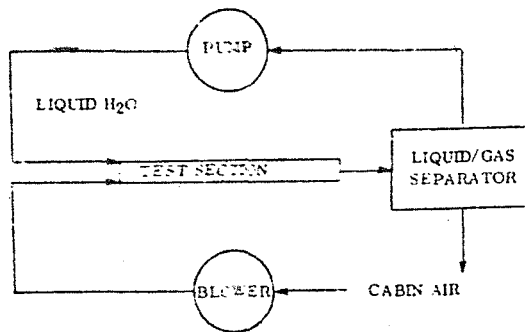 PUMP
LIQUID H₂O
TEST SECTION
LIQUID/GAS
SEPARATOR
BLOWER
CABIN AIR